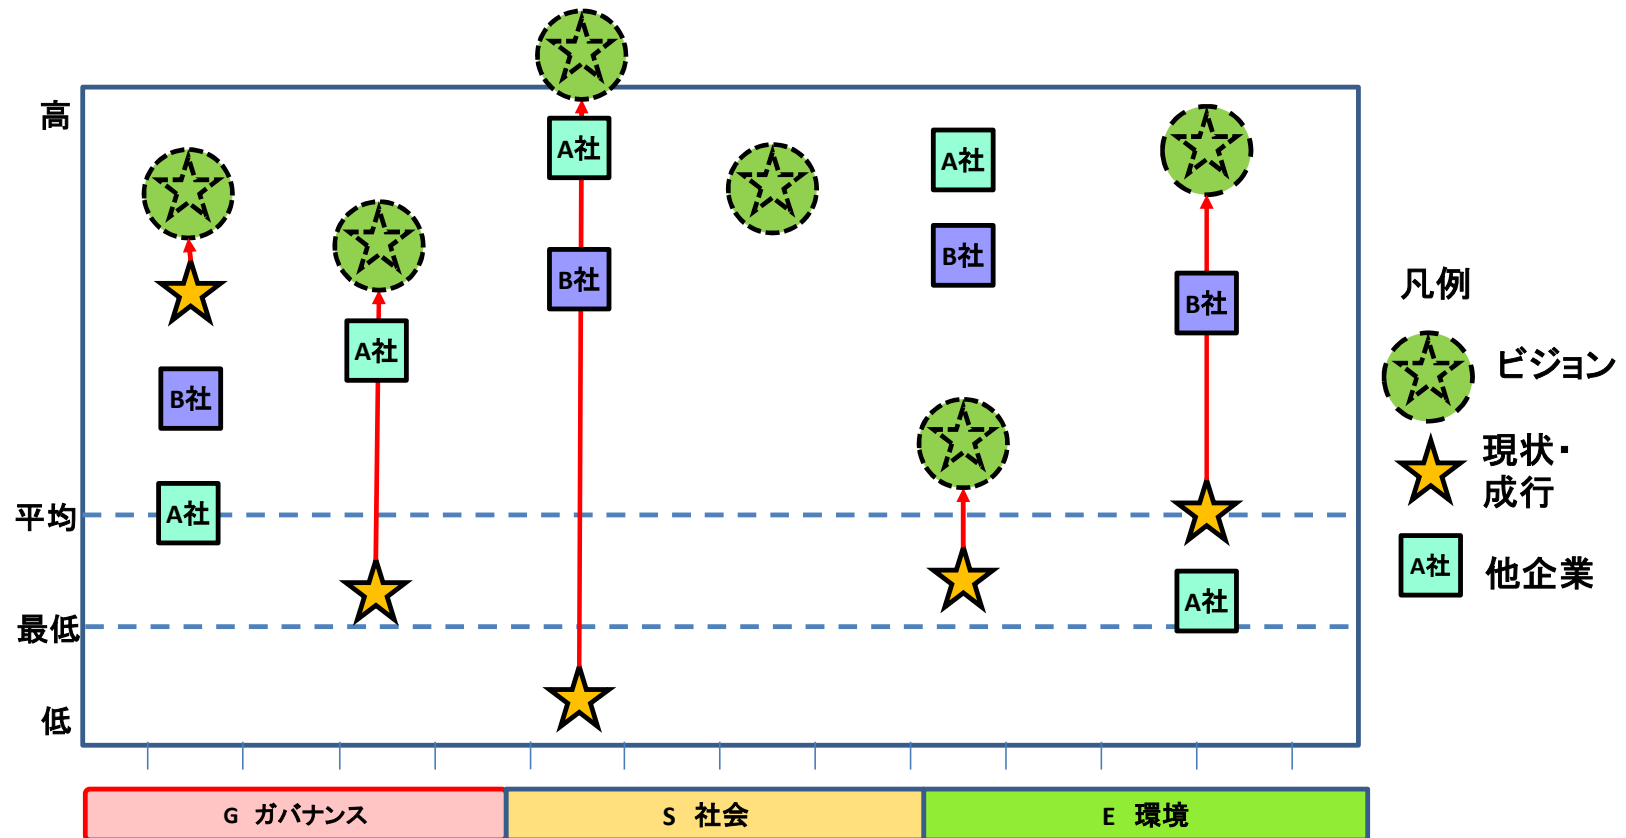 高
A社
A社
B社
A社
B社
B社
A社
B社
A社
A社
平均
最低
低
G ガバナンス
S 社会
E 環境
凡例
ビジョン
現状・
成行
A社
他企業